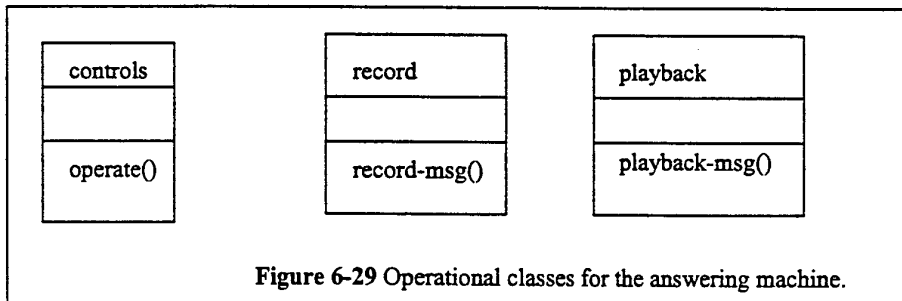 controls
record
playback
operate()
record-msg()
playback-msg()
Figure 6-29 Operational classes for the answering machine.